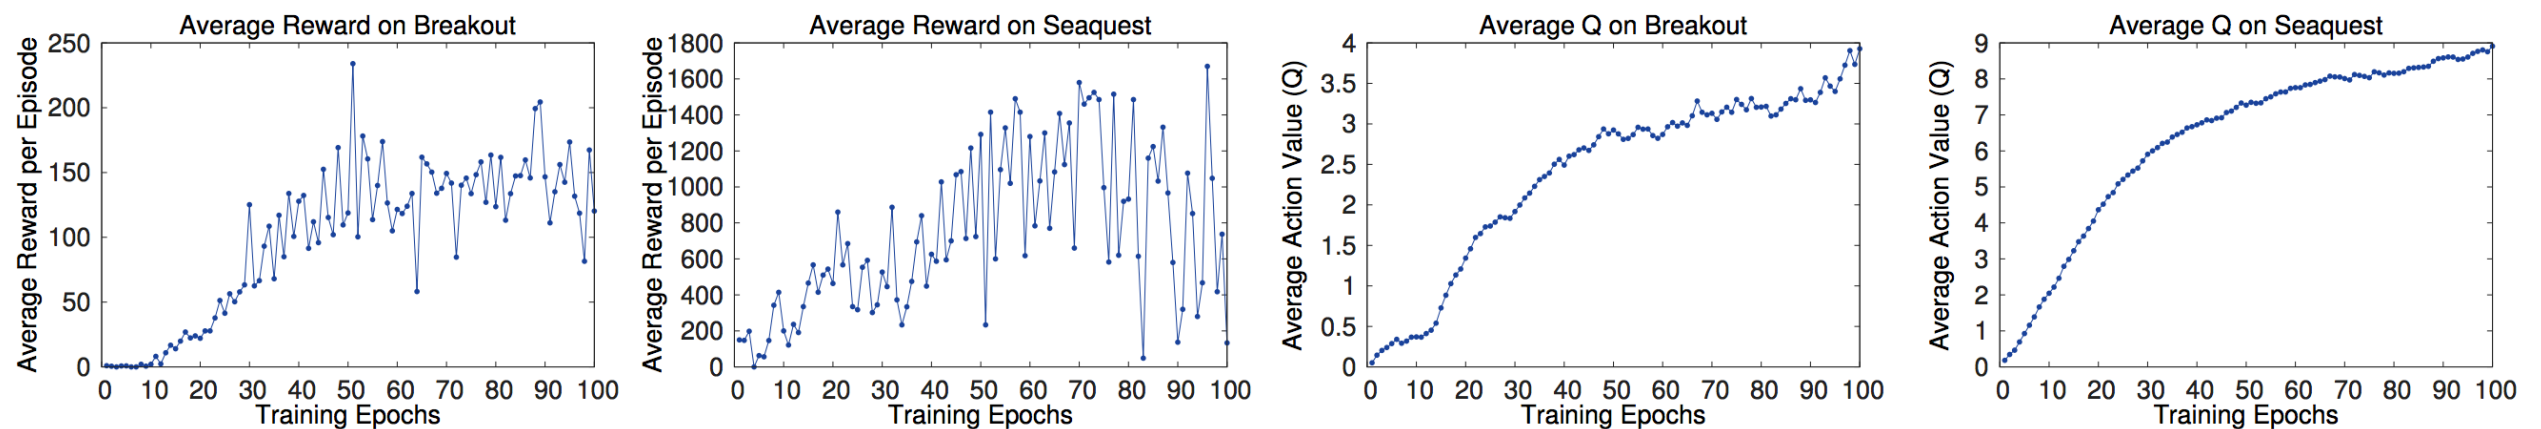 Average Reward on Breakout
Average Reward per Episode
250
200
150
100
50
0
0 10 20 30 40 50 60 70 80 90 100
Training Epochs
Average Reward on Seaquest
Average Reward per Episode
1800
1600
1400
1200
1000
800
600
400
200
0
0 10 20 30 40 50 60 70 80 90 100
Training Epochs
Average Q on Breakout
Average Action Value (Q)
4
3.5
3
2.5
2
1.5
1
0.5
0
0 10 20 30 40 50 60 70 80 90 100
Training Epochs
Average Q on Seaquest
Average Action Value (Q)
9
8
7
6
5
4
3
2
1
0
0 10 20 30 40 50 60 70 80 90 100
Training Epochs